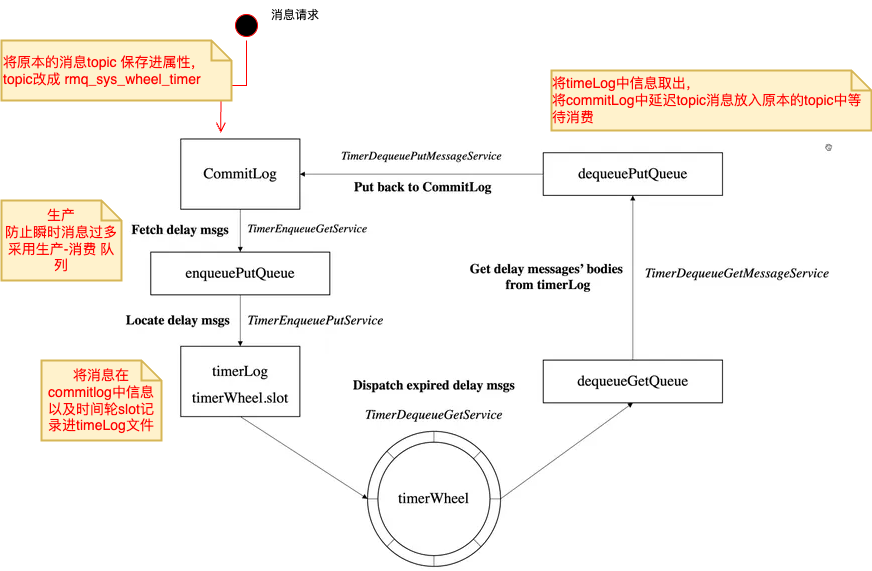 消息请求
将原本的消息topic 保存进属性,
topic改成 rmq_sys_wheel_timer
将timeLog中信息取出,
将commitLog中延迟topic消息放入原本的topic中等
待消费
CommitLog
TimerDequeuePutMessageService
Put back to CommitLog
dequeuePutQueue
生产
防止瞬时消息过多
采用生产-消费 队
列
Fetch delay msgs
TimerEnqueueGetService
enqueuePutQueue
Get delay messages’ bodies
from timerLog
TimerDequeueGetMessageService
Locate delay msgs
TimerEnqueuePutService
将消息在
commitlog中信息
以及时间轮slot记
录进timeLog文件
timerLog
timerWheel.slot
Dispatch expired delay msgs
TimerDequeueGetService
dequeueGetQueue
timerWheel